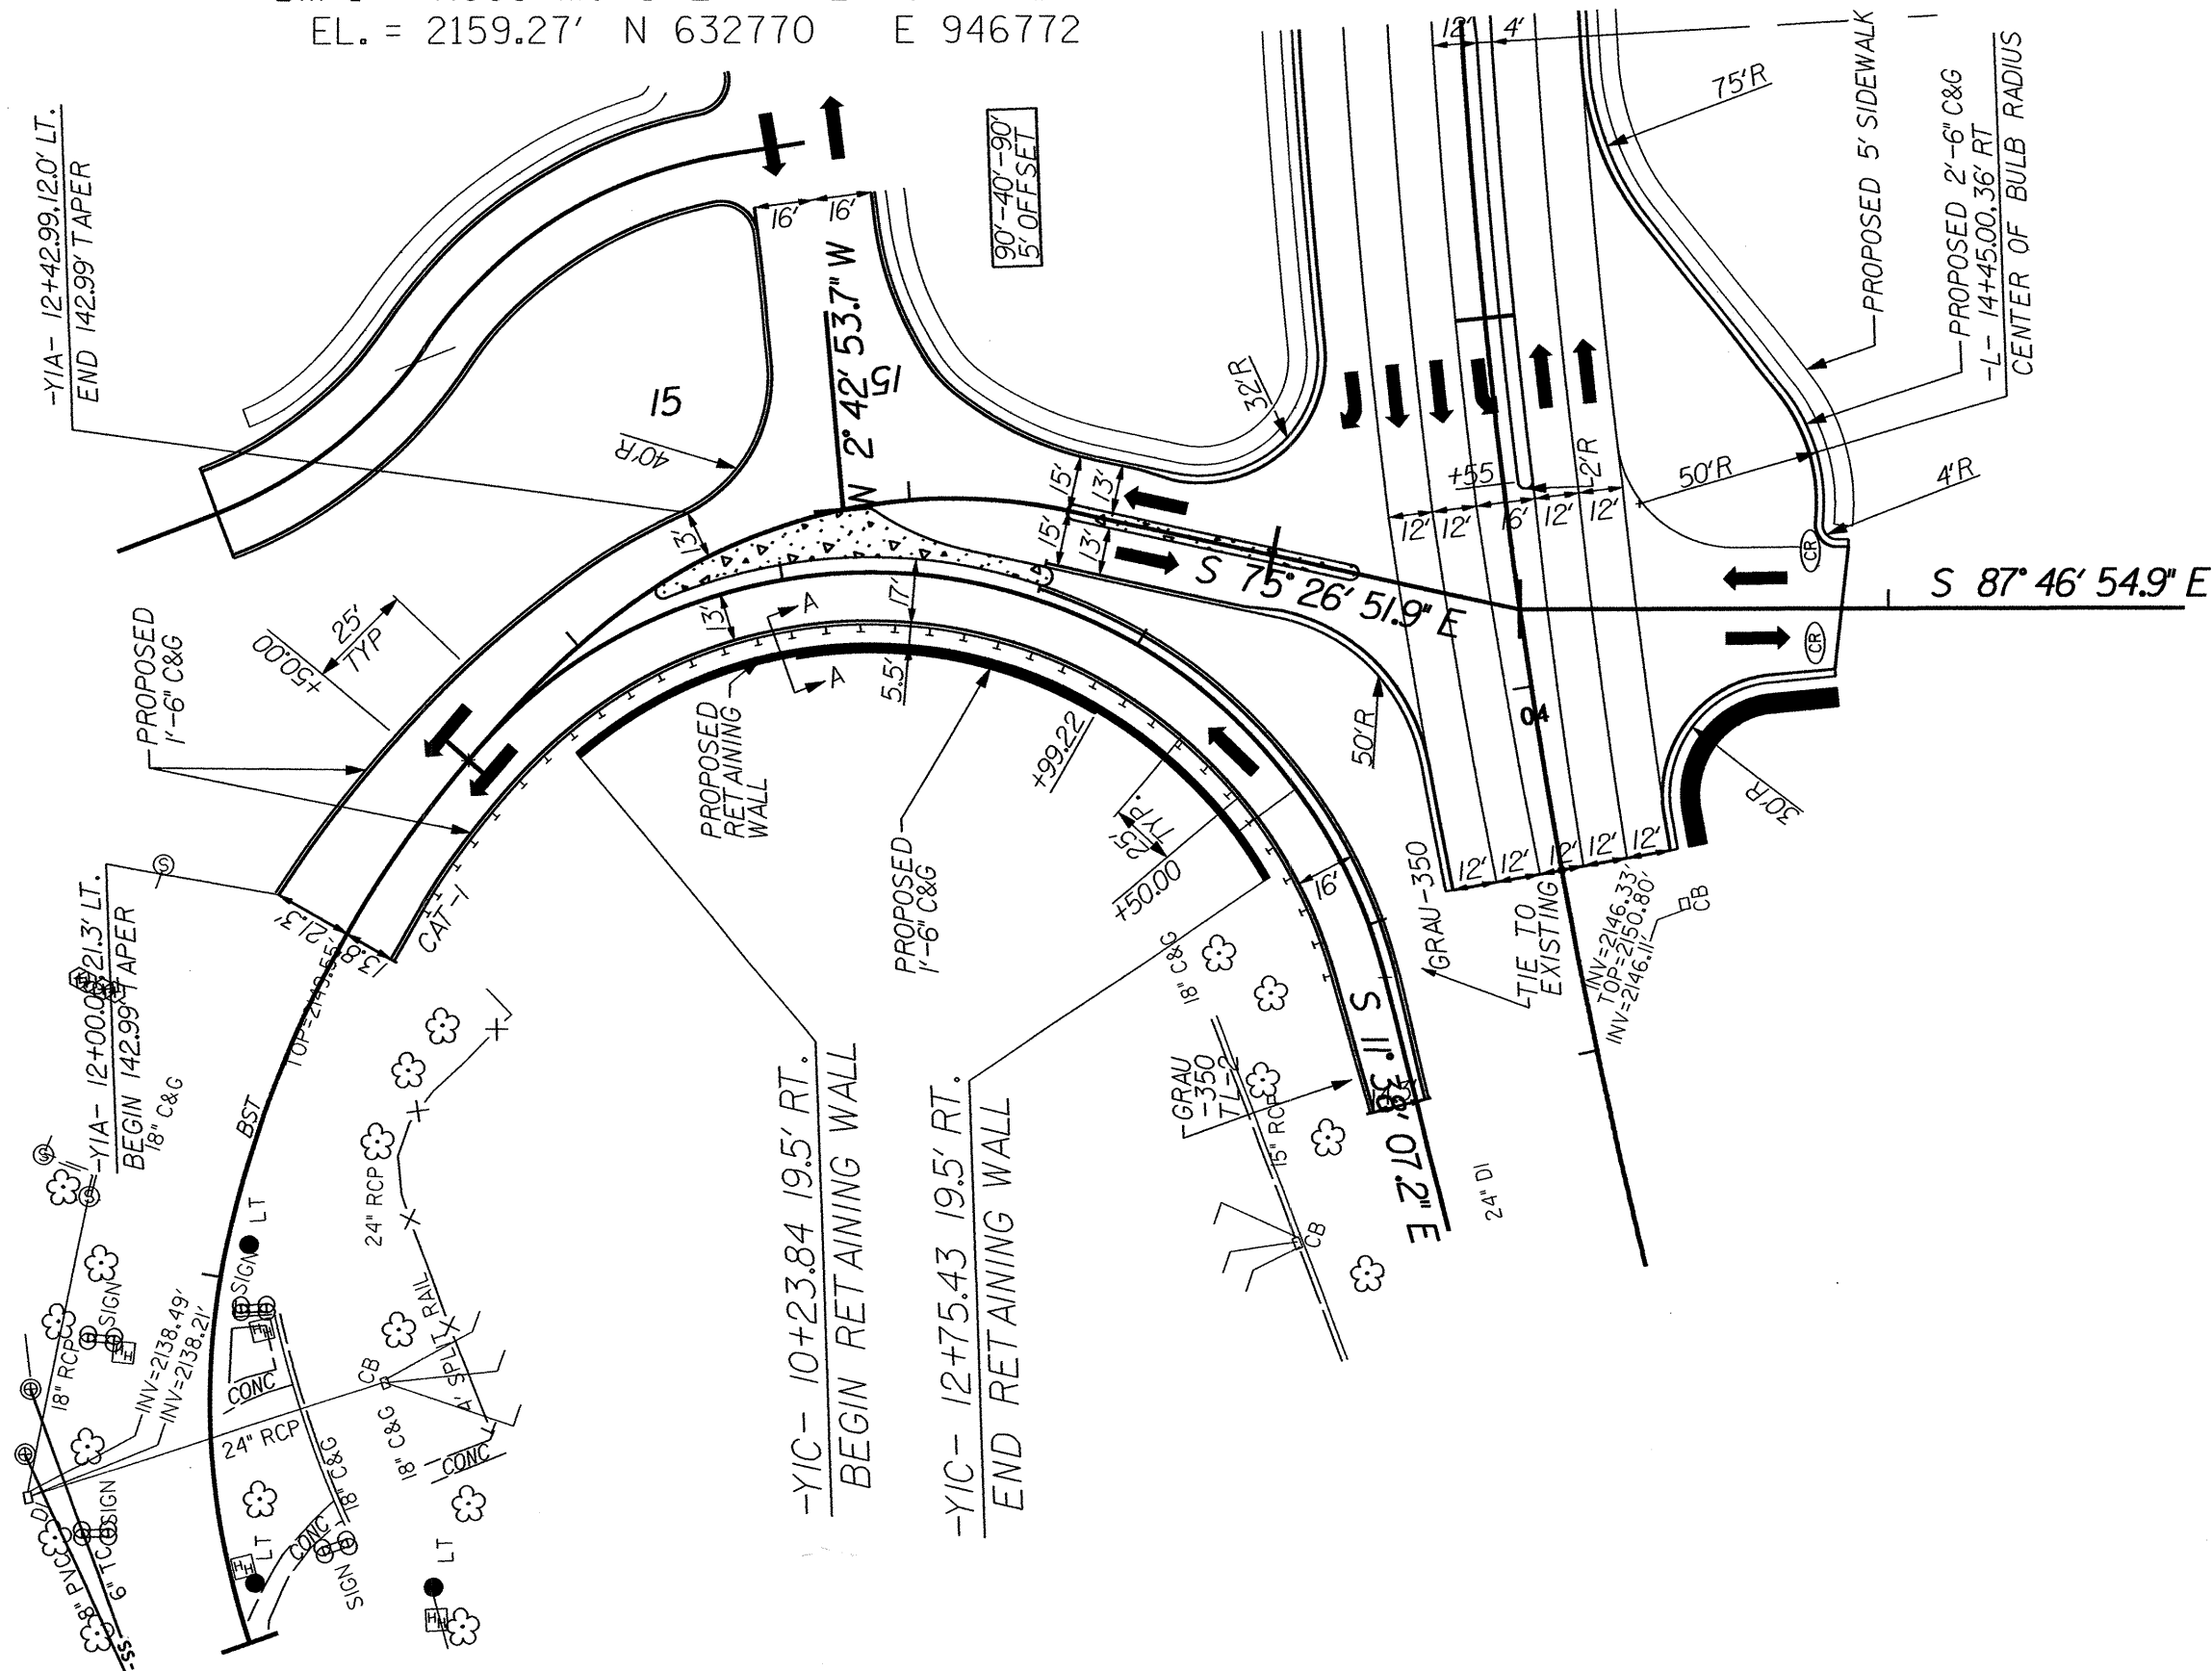 EL. = 2159.27' N 632770 E 946772
-Y1A- 12+42.99, 12.0' LT.
END 142.99' TAPER
90'-40'-90'
5' OFFSET
12'
4'
75'R
PROPOSED 5' SIDEWALK
PROPOSED 2'-6" C&G
-L- 14+45.00, 36' RT
CENTER OF BULB RADIUS
16'
16'
N 2° 42' 53.7" W
15
15
40'R
32'R
+55
2'R
50'R
4'R
12'
12'
16'
12'
12'
15'
13'
15'
13'
13'
S 75° 26' 51.9" E
S 87° 46' 54.9" E
CR
CR
PROPOSED
1'-6" C&G
+50.00
25'
TYP
13'
17'
A
A
5.5'
PROPOSED
RETAINING
WALL
+99.22
50'R
04
30'R
PROPOSED
1'-6" C&G
25'
TYP.
+50.00
16'
GRAU-350
12'
12'
12'
12'
12'
TIE TO
EXISTING
INV=2146.33'
TOP=2150.80'
INV=2146.11'
CB
S
-Y1A- 12+00.00, 21.3' LT.
BEGIN 142.99' TAPER
18" C&G
21.3'
13.8'
CAT-1
BST
-Y1C- 10+23.84 19.5' RT.
BEGIN RETAINING WALL
-Y1C- 12+75.43 19.5' RT.
END RETAINING WALL
18" C&G
GRAU
-350
TL-2
15" RCP
CB
S 11° 38' 07.2" E
24" DI
S
S
LT
SIGN
SIGN
H
H
18" RCP
INV=2138.49'
INV=2138.21'
24" RCP
4' SPLIT RAIL
CB
CONC
24" RCP
18" C&G
18" C&G
CONC
DI
SIGN
8" PVC
6" TC
CONC
LT
H
SIGN
LT
H
-SS-